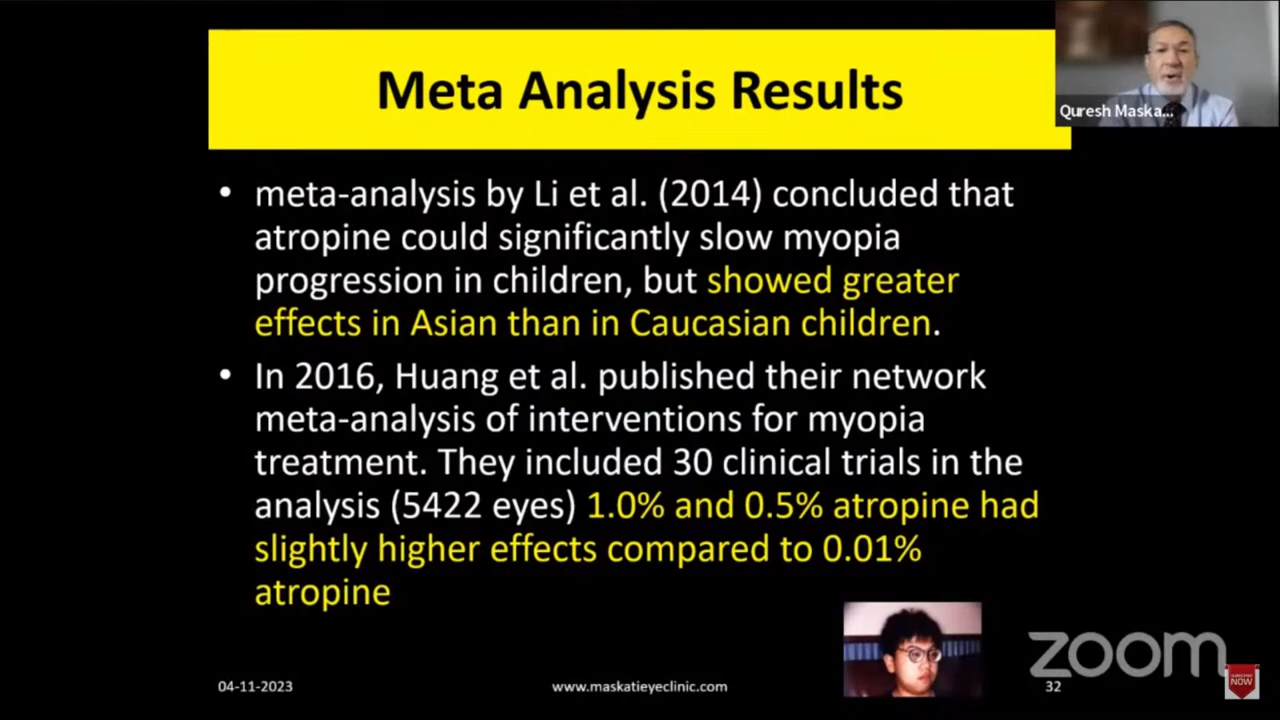 Meta Analysis Results
Quresh Maska...
• meta-analysis by Li et al. (2014) concluded that
atropine could significantly slow myopia
progression in children, but showed greater
effects in Asian than in Caucasian children.
• In 2016, Huang et al. published their network
meta-analysis of interventions for myopia
treatment. They included 30 clinical trials in the
analysis (5422 eyes) 1.0% and 0.5% atropine had
slightly higher effects compared to 0.01%
atropine
zoom
SUBSCRIBE
NOW
04-11-2023
www.maskatieyeclinic.com
32